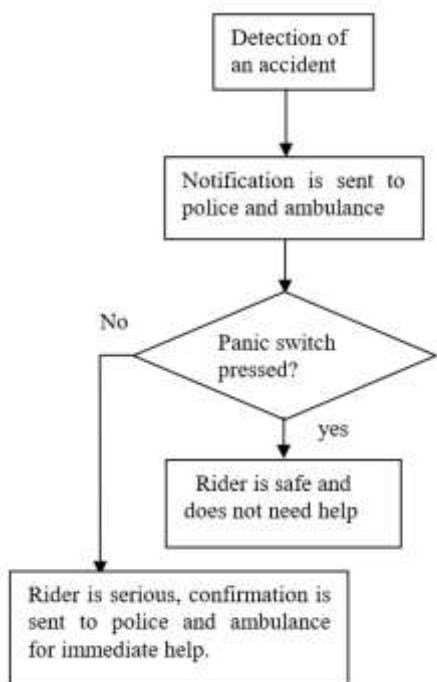 Detection of
an accident
Notification is sent to
police and ambulance
Panic switch
pressed?
No
yes
Rider is safe and
does not need help
Rider is serious, confirmation is
sent to police and ambulance
for immediate help.